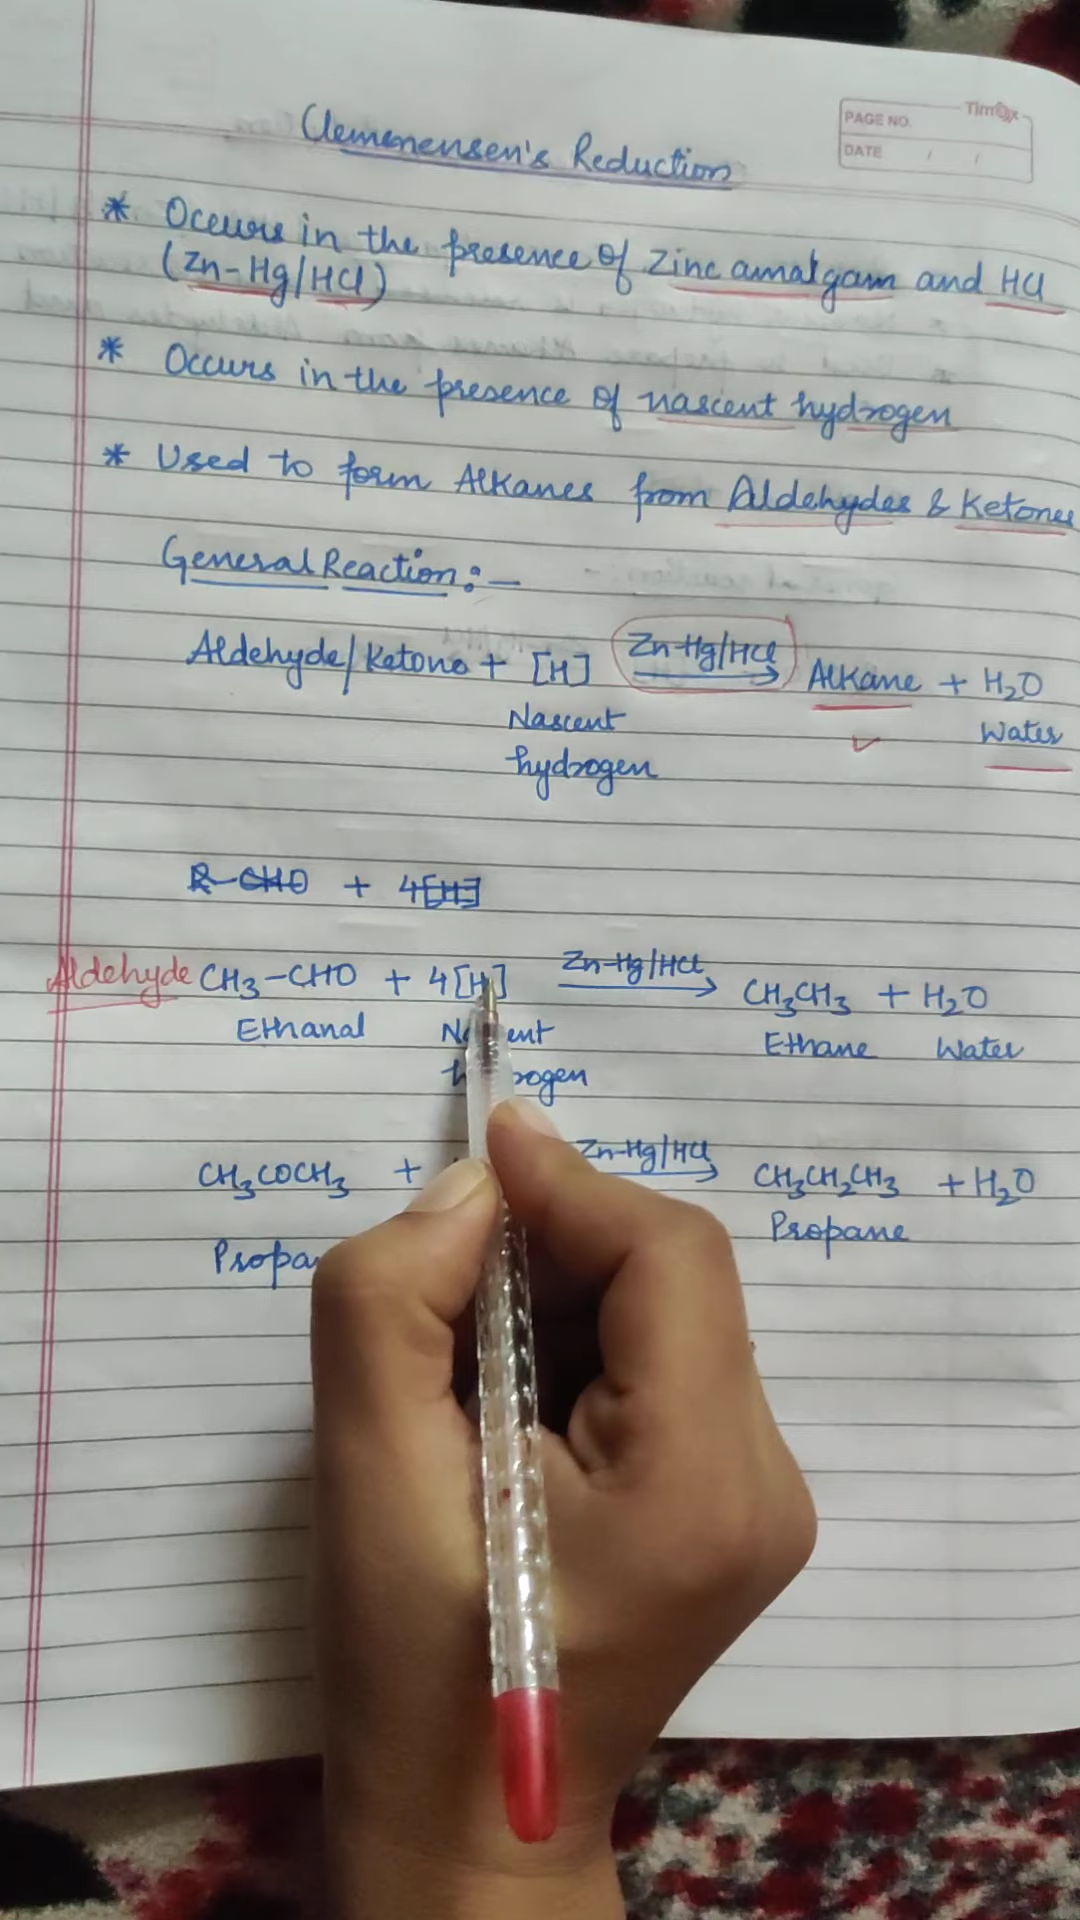 Timex
PAGE NO.
DATE / /
Clemenensen's Reduction
* Occurs in the presence of Zinc amalgam and HCl
(Zn-Hg/HCl)
* Occurs in the presence of nascent hydrogen
* Used to form Alkanes from Aldehydes & Ketones
General Reaction:-
Aldehyde/Ketone + [H] Zn-Hg/HCl → Alkane + H2O
Nascent Water
hydrogen
R-CHO + 4[H]
Aldehyde CH3-CHO + 4[H] Zn-Hg/HCl → CH3CH3 + H2O
Ethanal Ethane Water
CH3COCH3 + Zn-Hg/HCl → CH3CH2CH3 + H2O
Propane